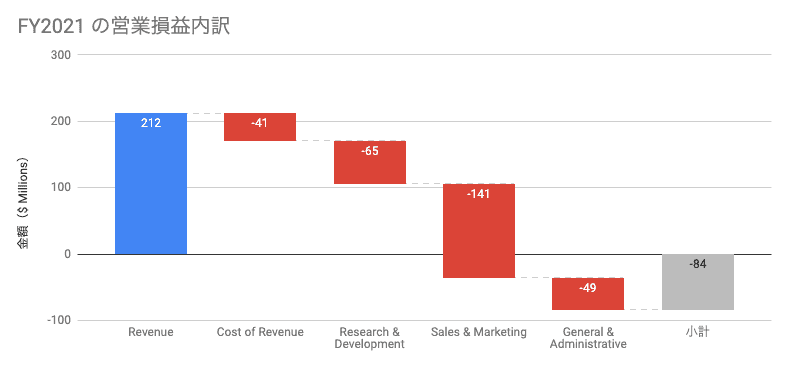 FY2021 の営業損益内訳
300
200
100
0
-100
金額（$ Millions）
212
-41
-65
-141
-49
-84
Revenue
Cost of Revenue
Research &
Development
Sales & Marketing
General &
Administrative
小計